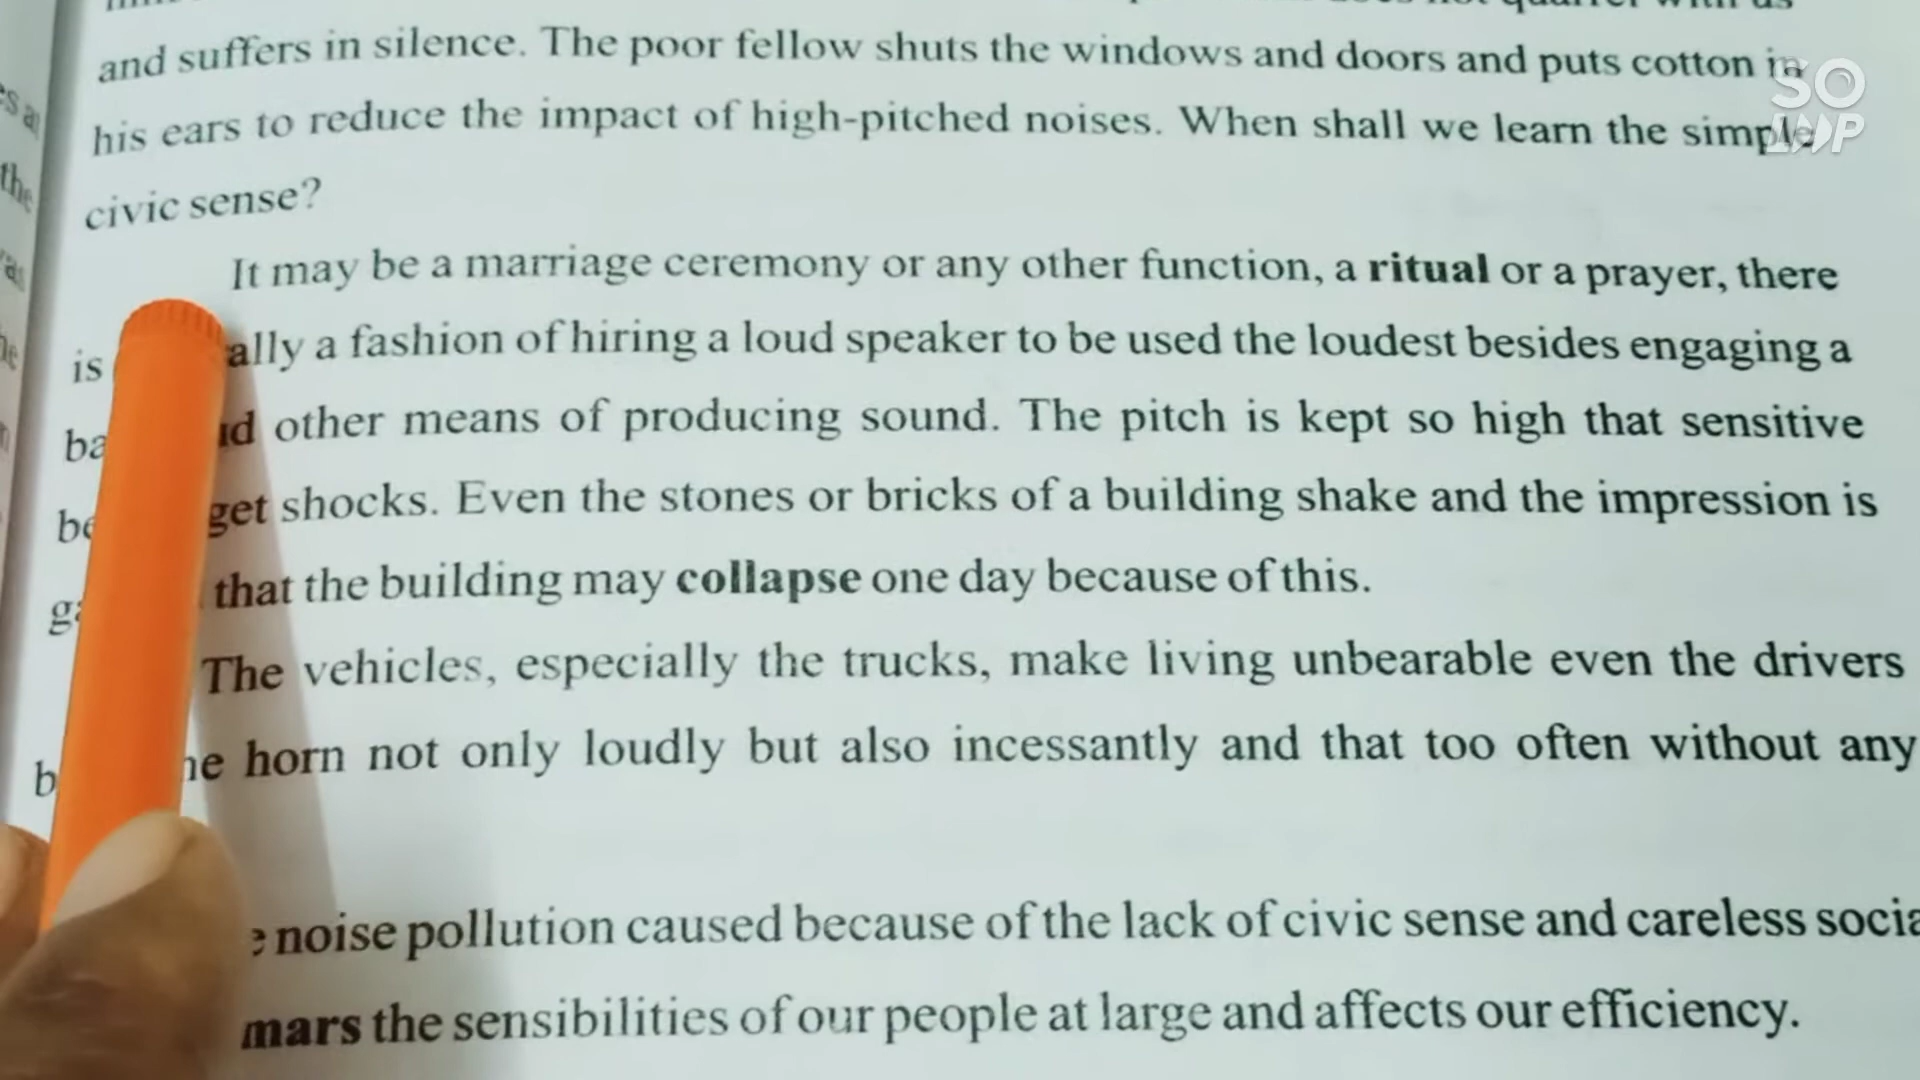 and suffers in silence. The poor fellow shuts the windows and doors and puts cotton in
his ears to reduce the impact of high-pitched noises. When shall we learn the simple
civic sense?
It may be a marriage ceremony or any other function, a ritual or a prayer, there
is a fashion of hiring a loud speaker to be used the loudest besides engaging a
other means of producing sound. The pitch is kept so high that sensitive
get shocks. Even the stones or bricks of a building shake and the impression is
that the building may collapse one day because of this.
The vehicles, especially the trucks, make living unbearable even the drivers
horn not only loudly but also incessantly and that too often without any
noise pollution caused because of the lack of civic sense and careless
mars the sensibilities of our people at large and affects our efficiency.